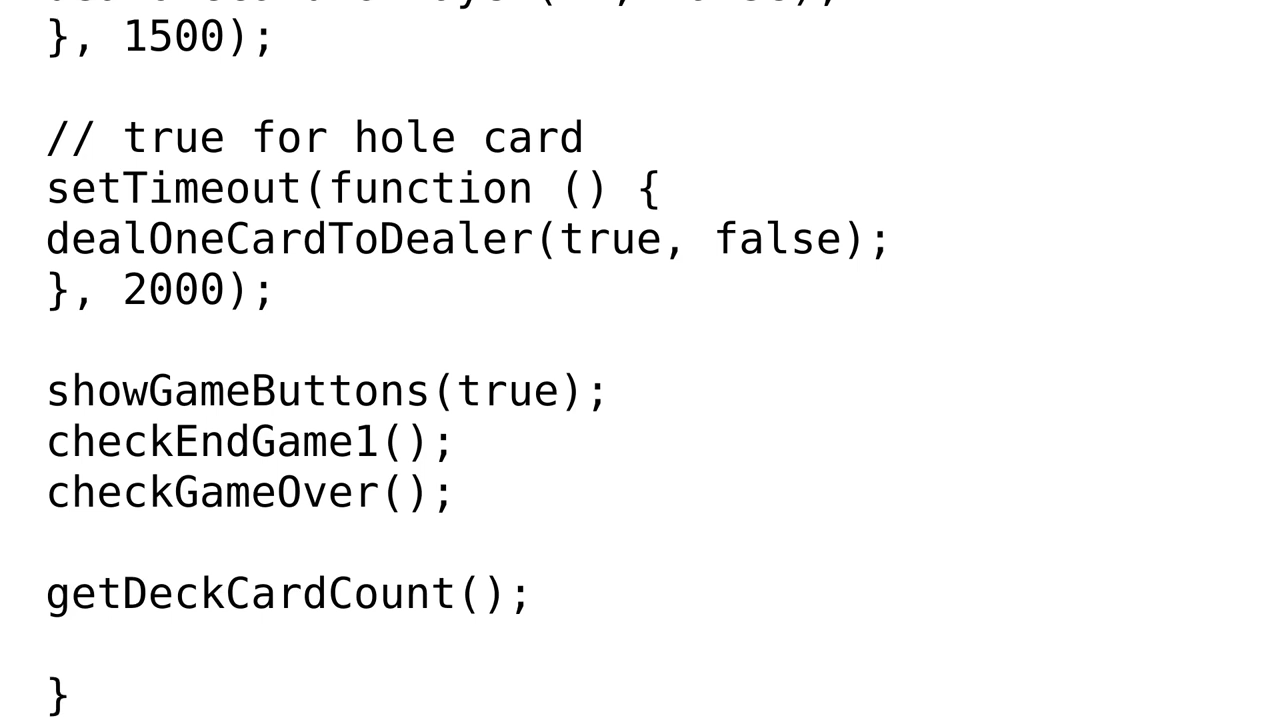 }, 1500);
// true for hole card
setTimeout(function () {
dealOneCardToDealer(true, false);
}, 2000);
showGameButtons(true);
checkEndGame1();
checkGameOver();
getDeckCardCount();
}